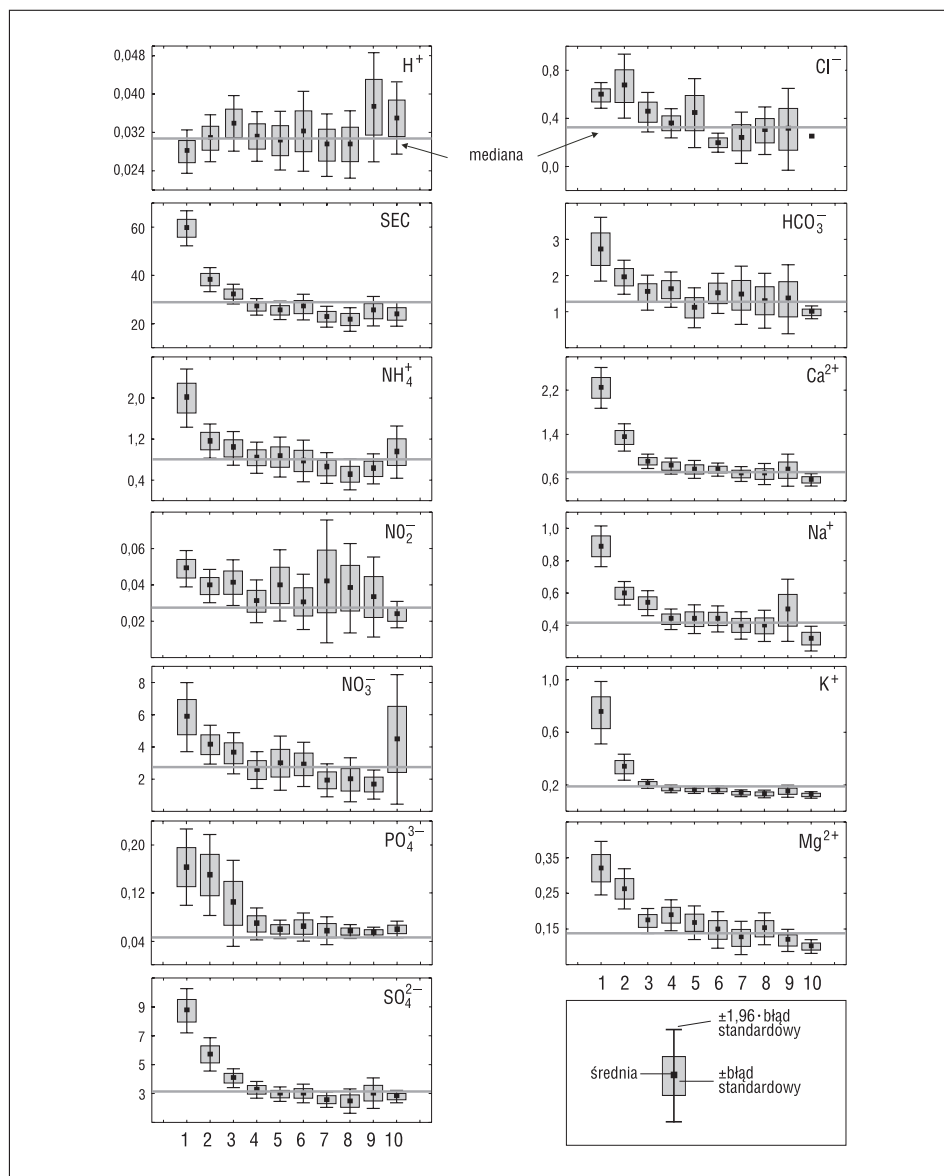 H⁺
0,048
0,040
0,032
0,024
mediana
SEC
60
40
20
NH₄⁺
2,0
1,2
0,4
NO₂⁻
0,06
0,04
0,02
NO₃⁻
8
6
4
2
PO₄³⁻
0,20
0,12
0,04
SO₄²⁻
9
7
5
3
1 2 3 4 5 6 7 8 9 10
Cl⁻
0,8
0,4
0,0
HCO₃⁻
3
2
1
Ca²⁺
2,2
1,4
0,6
Na⁺
1,0
0,8
0,6
0,4
K⁺
1,0
0,6
0,2
Mg²⁺
0,35
0,25
0,15
1 2 3 4 5 6 7 8 9 10
±1,96·błąd
standardowy
średnia
±błąd
standardowy